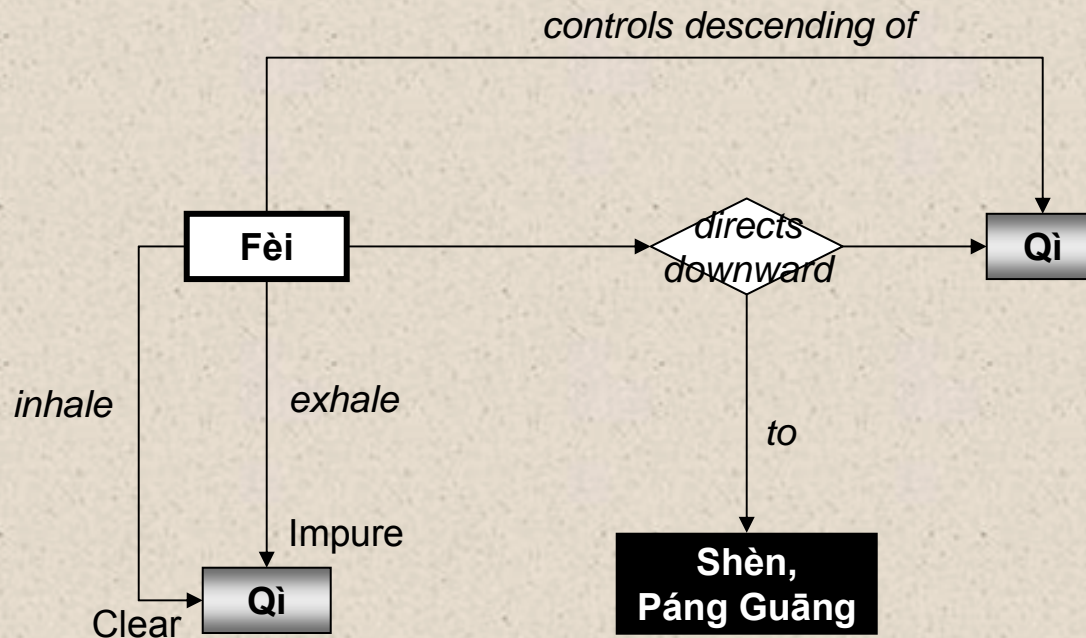 controls descending of
Fèi
directs
downward
Qì
inhale
exhale
to
Impure
Shèn,
Páng Guāng
Qì
Clear